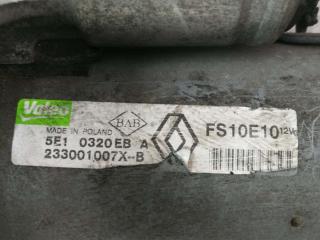 Valeo
MADE IN POLAND
BAB
FS10E10 12V
5E1 0320EB A
233001007X--B